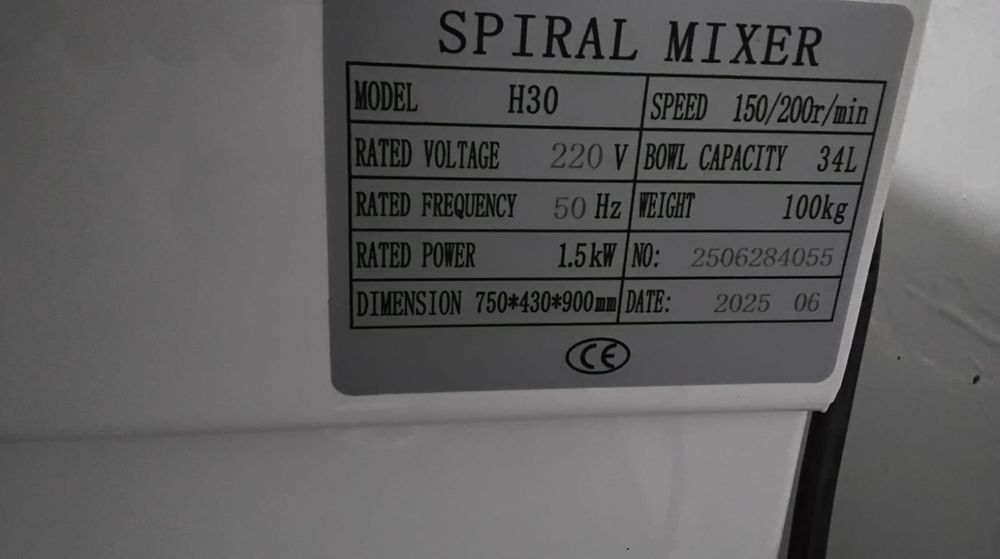 SPIRAL MIXER
MODEL H30 SPEED 150/200r/min
RATED VOLTAGE 220 V BOWL CAPACITY 34L
RATED FREQUENCY 50 Hz WEIGHT 100kg
RATED POWER 1.5kW NO: 2506284055
DIMENSION 750*430*900mm DATE: 2025 06
CE